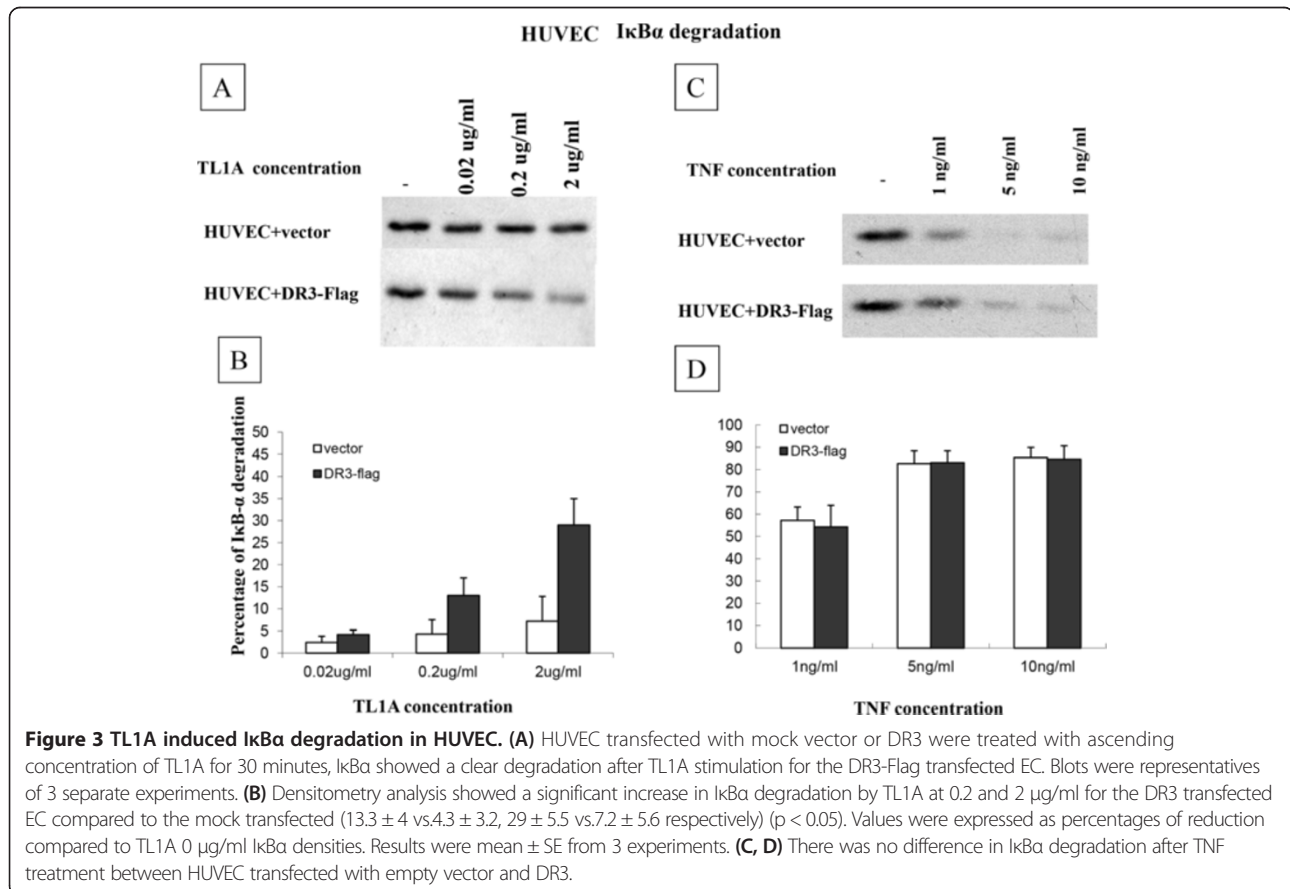 HUVEC IκBα degradation
A
TL1A concentration
-
0.02 ug/ml
0.2 ug/ml
2 ug/ml
HUVEC+vector
HUVEC+DR3-Flag
C
TNF concentration
-
1 ng/ml
5 ng/ml
10 ng/ml
HUVEC+vector
HUVEC+DR3-Flag
B
Percentage of IκB-α degradation
50
45
40
35
30
25
20
15
10
5
0
vector
DR3-flag
0.02ug/ml
0.2ug/ml
2ug/ml
TL1A concentration
D
100
90
80
70
60
50
40
30
20
10
0
vector
DR3-flag
1ng/ml
5ng/ml
10ng/ml
TNF concentration
Figure 3 TL1A induced IκBα degradation in HUVEC. (A) HUVEC transfected with mock vector or DR3 were treated with ascending
concentration of TL1A for 30 minutes, IκBα showed a clear degradation after TL1A stimulation for the DR3-Flag transfected EC. Blots were representatives
of 3 separate experiments. (B) Densitometry analysis showed a significant increase in IκBα degradation by TL1A at 0.2 and 2 μg/ml for the DR3 transfected
EC compared to the mock transfected (13.3 ± 4 vs.4.3 ± 3.2, 29 ± 5.5 vs.7.2 ± 5.6 respectively) (p < 0.05). Values were expressed as percentages of reduction
compared to TL1A 0 μg/ml IκBα densities. Results were mean ± SE from 3 experiments. (C, D) There was no difference in IκBα degradation after TNF
treatment between HUVEC transfected with empty vector and DR3.